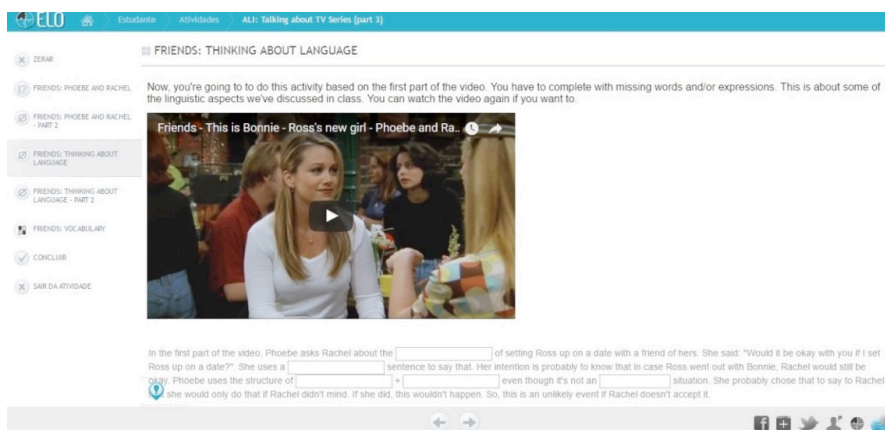 ELO
Estudante
Atividades
ALI: Talking about TV Series (part 3)
ZERAR
FRIENDS: PHOEBE AND RACHEL
FRIENDS: PHOEBE AND RACHEL
- PART 2
FRIENDS: THINKING ABOUT
LANGUAGE
FRIENDS: THINKING ABOUT
LANGUAGE - PART 2
FRIENDS: VOCABULARY
CONCLUIR
SAIR DA ATIVIDADE
FRIENDS: THINKING ABOUT LANGUAGE
Now, you're going to to do this activity based on the first part of the video. You have to complete with missing words and/or expressions. This is about some of
the linguistic aspects we've discussed in class. You can watch the video again if you want to.
Friends - This is Bonnie - Ross's new girl - Phoebe and Ra..
In the first part of the video, Phoebe asks Rachel about the of setting Ross up on a date with a friend of hers. She said: "Would it be okay with you if I set
Ross up on a date?". She uses a sentence to say that. Her intention is probably to know that in case Ross went out with Bonnie, Rachel would still be
okay. Phoebe uses the structure of + even though it's not an situation. She probably chose that to say to Rachel
she would only do that if Rachel didn't mind. If she did, this wouldn't happen. So, this is an unlikely event if Rachel doesn't accept it.